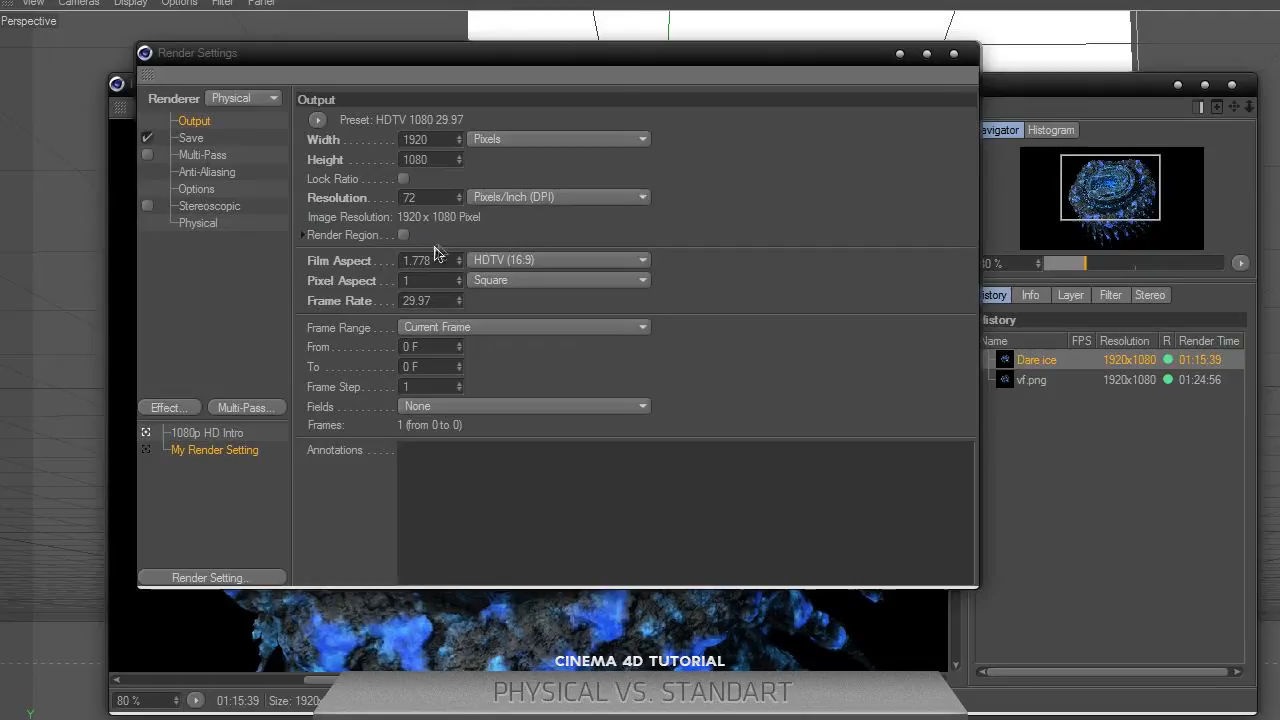 View Cameras Display Options Filter Panel
Perspective
Render Settings
Renderer Physical
Output
Save
Multi-Pass
Anti-Aliasing
Options
Stereoscopic
Physical
Effect... Multi-Pass...
1080p HD Intro
My Render Setting
Render Setting...
Output
Preset: HDTV 1080 29.97
Width 1920 Pixels
Height 1080
Lock Ratio
Resolution 72 Pixels/Inch (DPI)
Image Resolution: 1920 x 1080 Pixel
Render Region
Film Aspect 1.778 HDTV (16:9)
Pixel Aspect 1 Square
Frame Rate 29.97
Frame Range Current Frame
From 0 F
To 0 F
Frame Step 1
Fields None
Frames: 1 (from 0 to 0)
Annotations
avigator Histogram
80 %
istory Info Layer Filter Stereo
History
Name FPS Resolution R Render Time
Dare ice 1920x1080 01:15:39
vf.png 1920x1080 01:24:56
80 % 01:15:39 Size: 1920
CINEMA 4D TUTORIAL
PHYSICAL VS. STANDART
Y